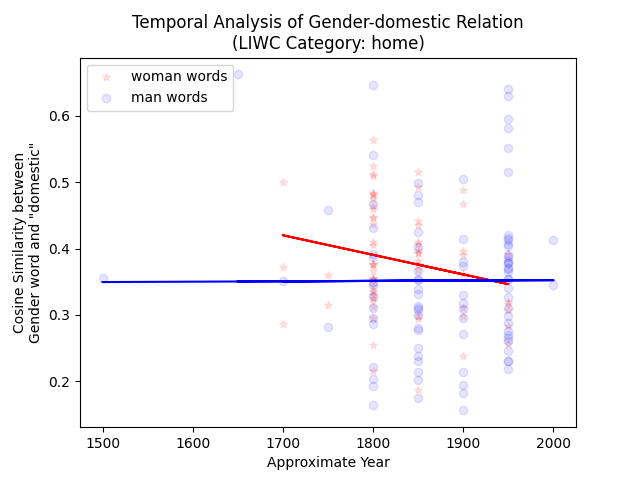 Temporal Analysis of Gender-domestic Relation
(LIWC Category: home)
woman words
man words
Cosine Similarity between
Gender word and "domestic"
0.6
0.5
0.4
0.3
0.2
1500 1600 1700 1800 1900 2000
Approximate Year